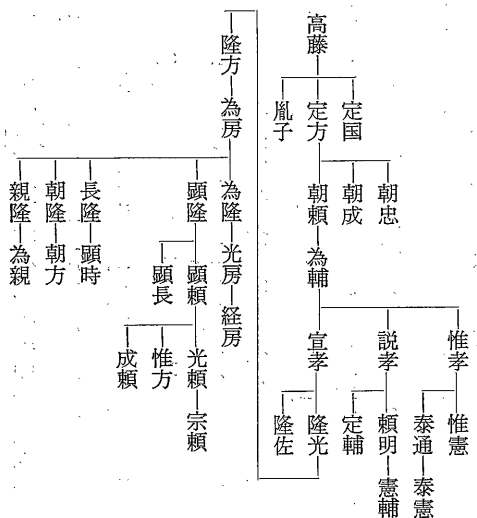 高藤
定国
定方
胤子
朝忠
朝成
朝頼
為輔
惟孝
説孝
宣孝
惟憲
泰通
泰憲
頼明
憲輔
定輔
隆光
隆佐
隆方
為房
為隆
光房
経房
顕隆
顕頼
顕長
光頼
宗頼
惟方
成頼
長隆
顕時
朝隆
朝方
親隆
為親